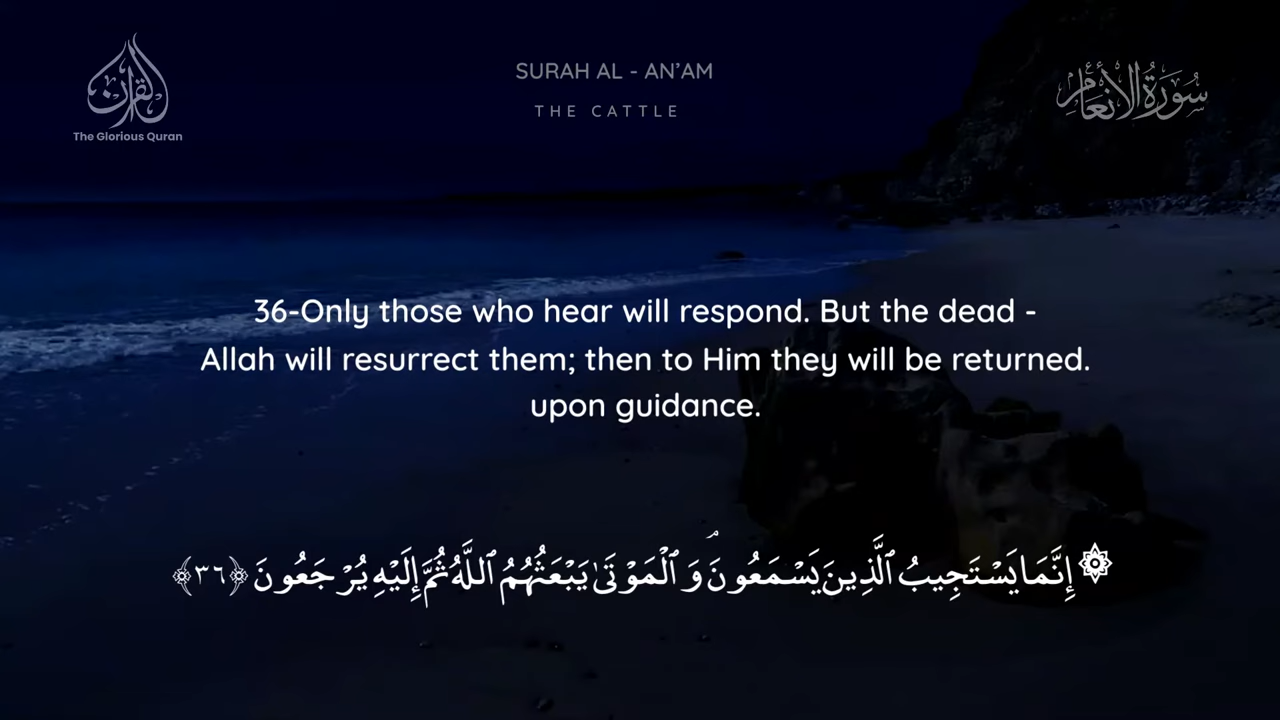 القرآن
The Glorious Quran
SURAH AL - AN’AM
THE CATTLE
سُورَةُ الأَنْعَام
36-Only those who hear will respond. But the dead -
Allah will resurrect them; then to Him they will be returned.
upon guidance.
۞ إِنَّمَا يَسْتَجِيبُ ٱلَّذِينَ يَسْمَعُونَ ۘ وَٱلْمَوْتَىٰ يَبْعَثُهُمُ ٱللَّهُ ثُمَّ إِلَيْهِ يُرْجَعُونَ ﴿٣٦﴾